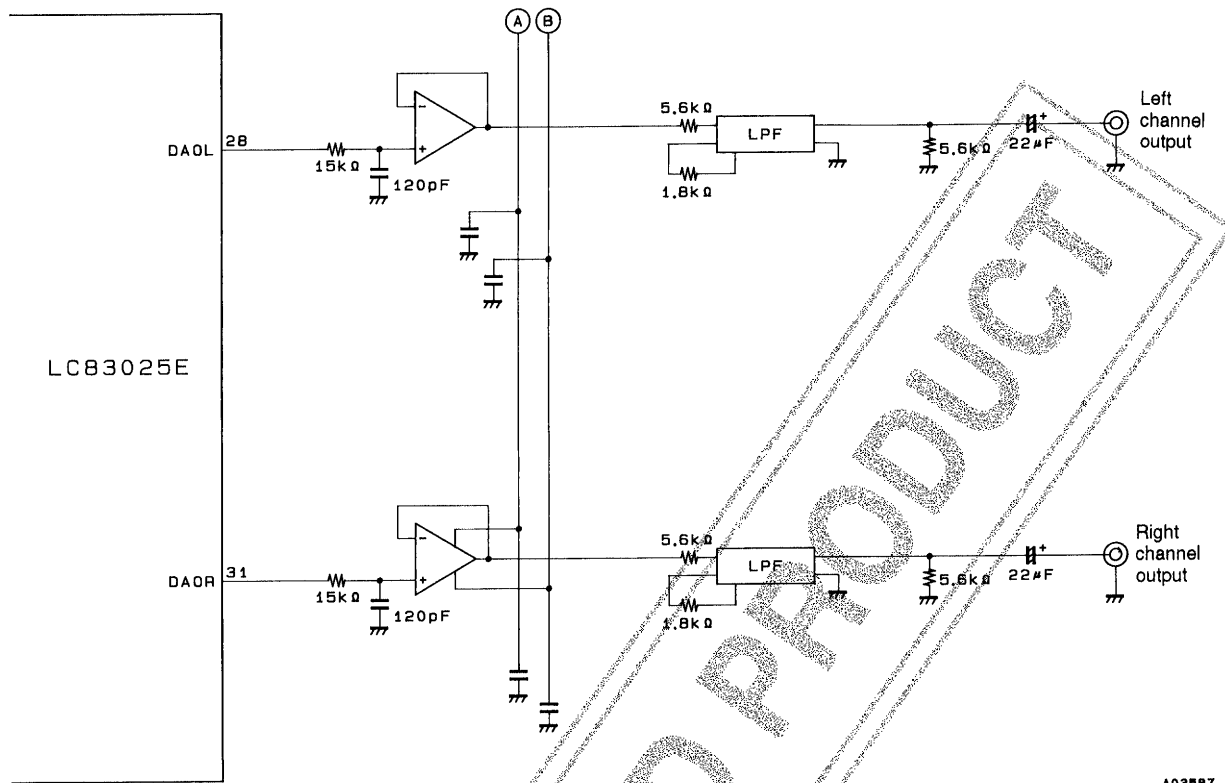 A B
Left
channel
output
5.6kΩ
LPF
1.8kΩ
5.6kΩ
22μF
DAOL
28
15kΩ
120pF
LC83025E
Right
channel
output
5.6kΩ
LPF
1.8kΩ
5.6kΩ
22μF
DAOR
31
15kΩ
120pF
D PRODUCT